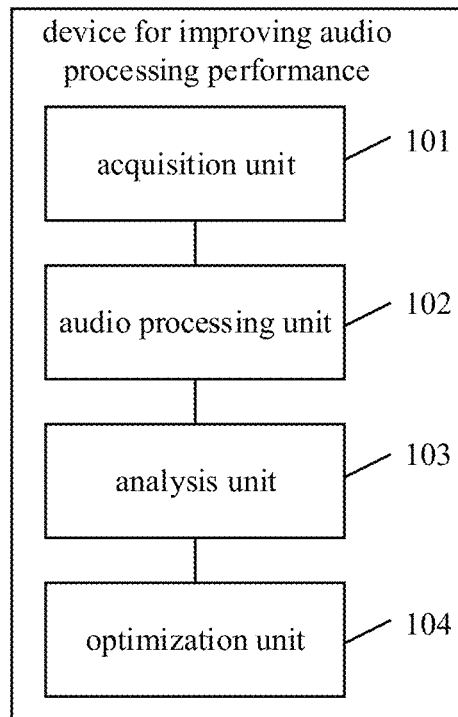 device for improving audio
processing performance
acquisition unit
101
audio processing unit
102
analysis unit
103
optimization unit
104